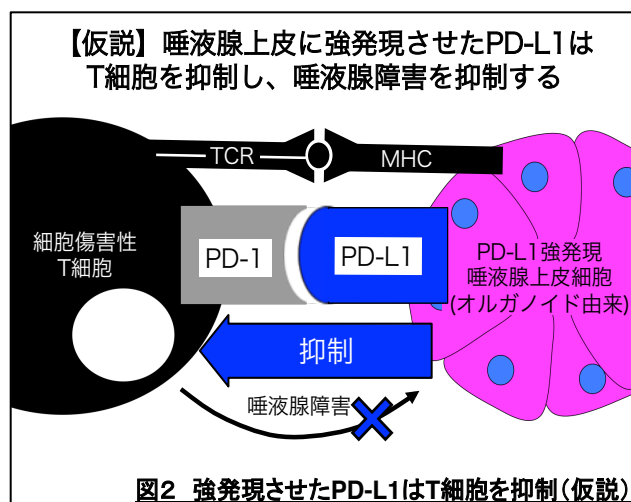 【仮説】唾液腺上皮に強発現させたPD-L1は
T細胞を抑制し、唾液腺障害を抑制する
TCR
MHC
細胞傷害性
T細胞
PD-1
PD-L1
PD-L1強発現
唾液腺上皮細胞
(オルガノイド由来)
抑制
唾液腺障害
図2 強発現させたPD-L1はT細胞を抑制(仮説)